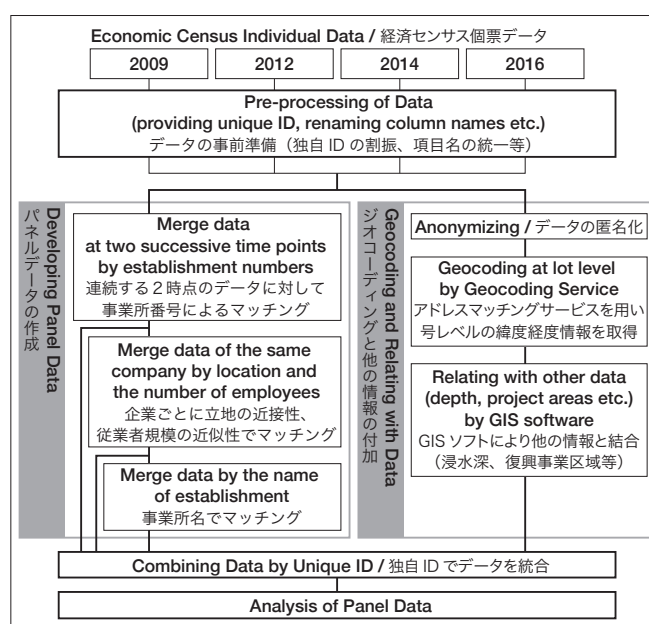 Economic Census Individual Data / 経済センサス個票データ
2009
2012
2014
2016
Pre-processing of Data
(providing unique ID, renaming column names etc.)
データの事前準備（独自 ID の割振、項目名の統一等）
Developing Panel Data
パネルデータの作成
Merge data
at two successive time points
by establishment numbers
連続する２時点のデータに対して
事業所番号によるマッチング
Merge data of the same
company by location and
the number of employees
企業ごとに立地の近接性、
従業者規模の近似性でマッチング
Merge data by the name
of establishment
事業所名でマッチング
Geocoding and Relating with Data
ジオコーディングと他の情報の付加
Anonymizing / データの匿名化
Geocoding at lot level
by Geocoding Service
アドレスマッチングサービスを用い
号レベルの緯度経度情報を取得
Relating with other data
(depth, project areas etc.)
by GIS software
GIS ソフトにより他の情報と結合
（浸水深、復興事業区域等）
Combining Data by Unique ID / 独自 ID でデータを統合
Analysis of Panel Data